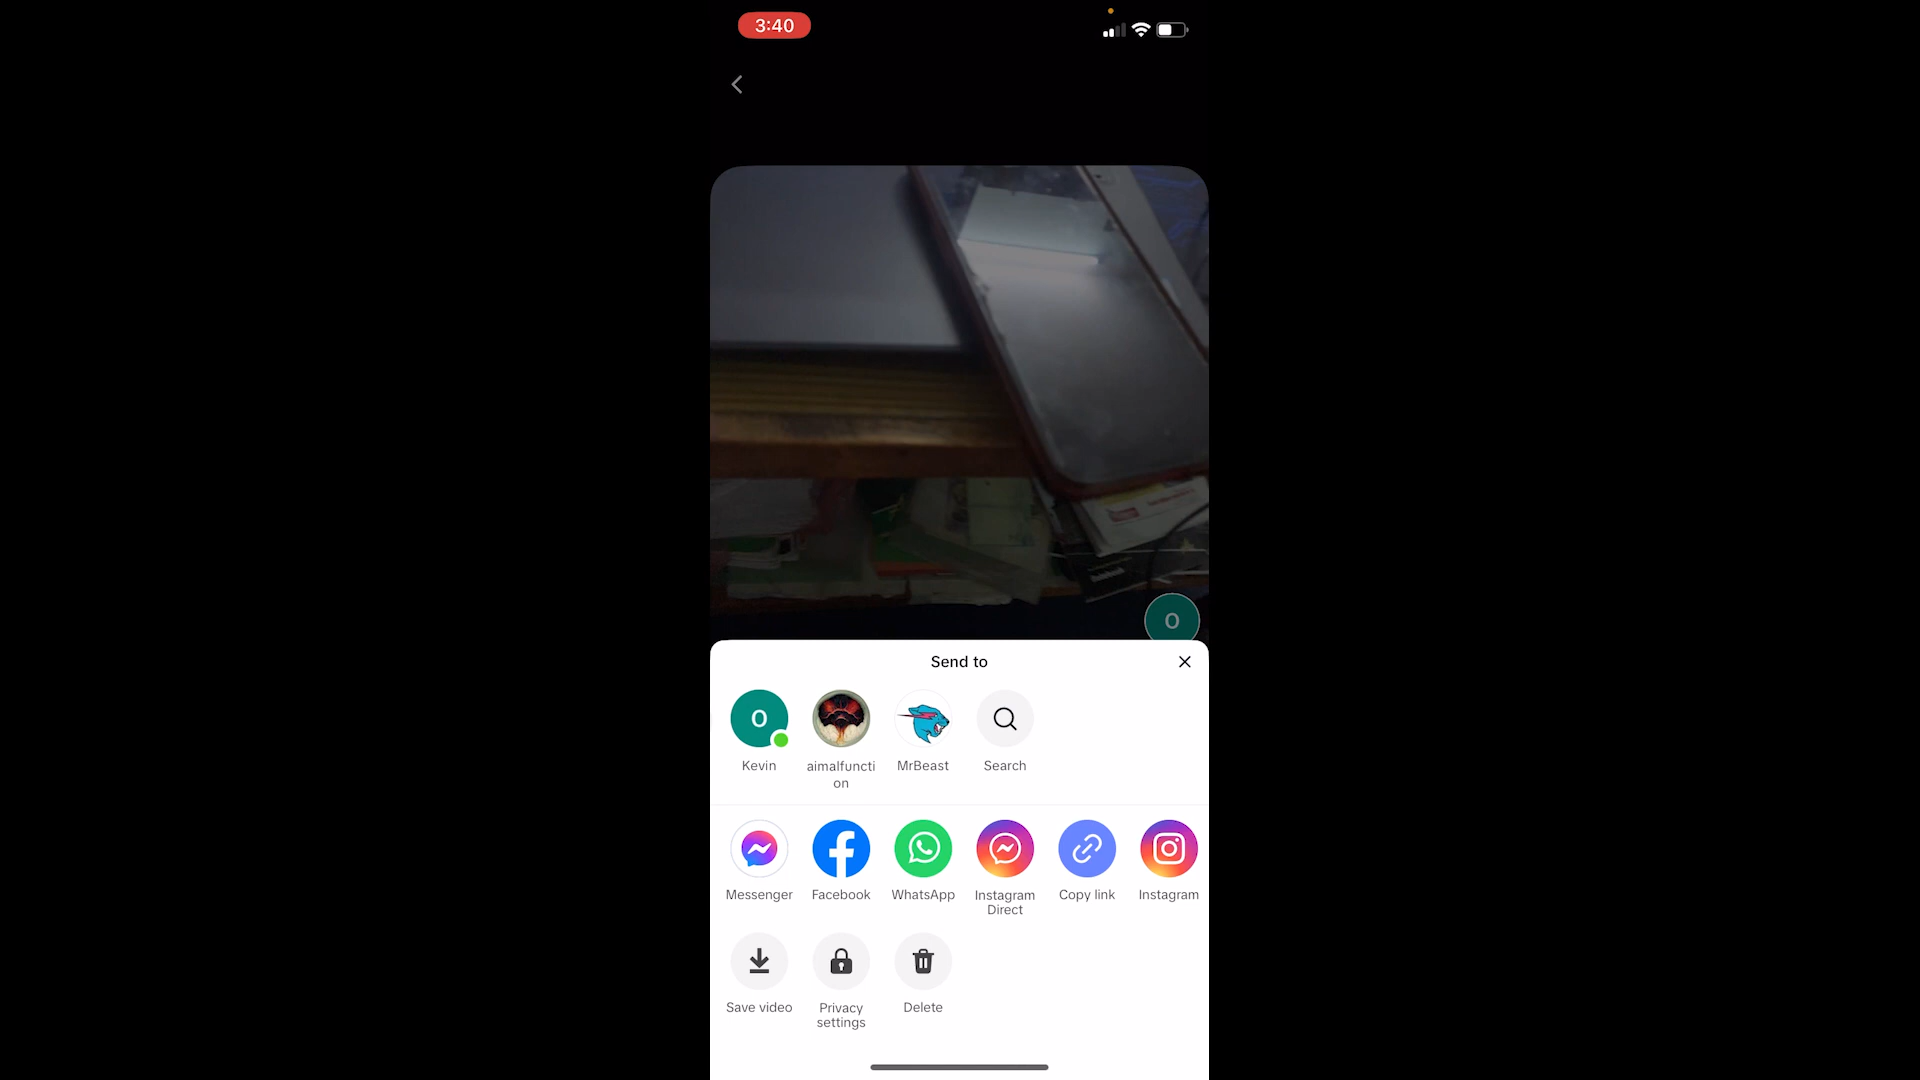 3:40
O
Send to
O
Kevin
aimalfuncti
on
MrBeast
Search
Messenger
Facebook
WhatsApp
Instagram
Direct
Copy link
Instagram
Save video
Privacy
settings
Delete